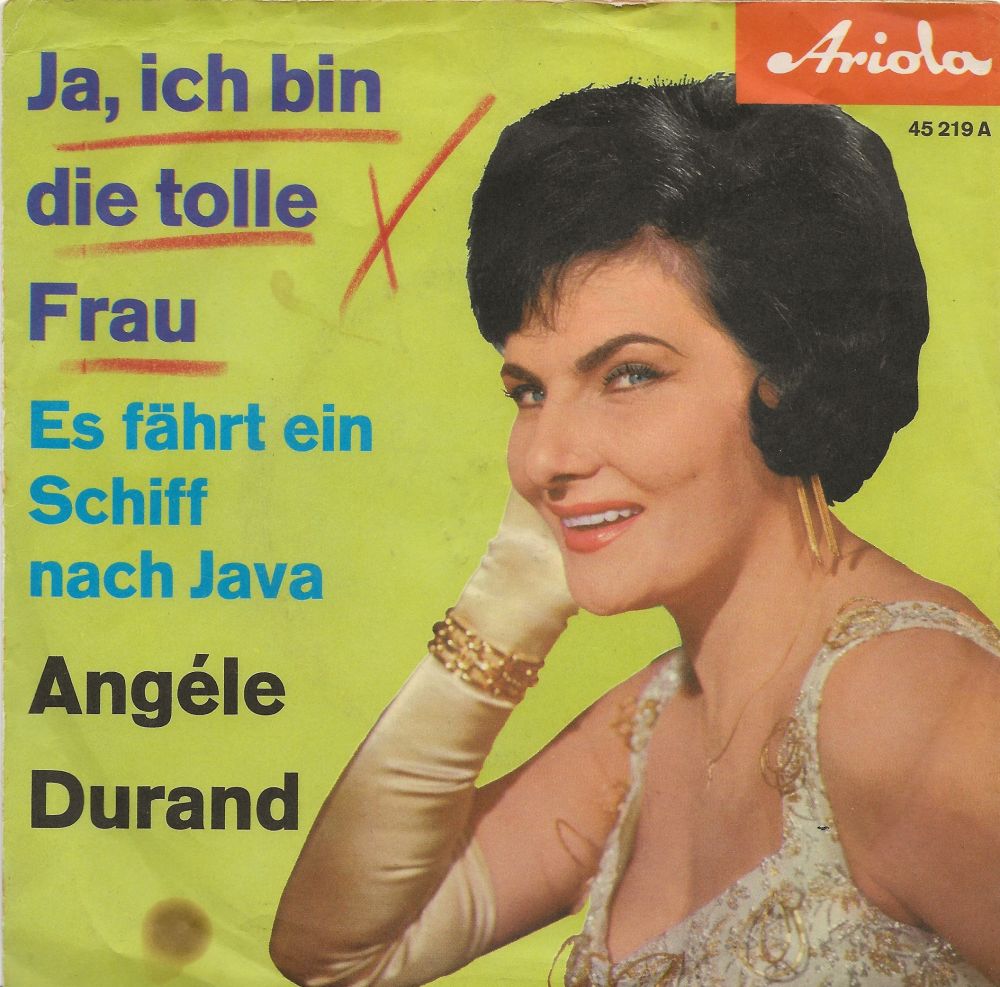 Ariola
45 219 A
Ja, ich bin
die tolle
Frau
Es fährt ein
Schiff
nach Java
Angéle
Durand